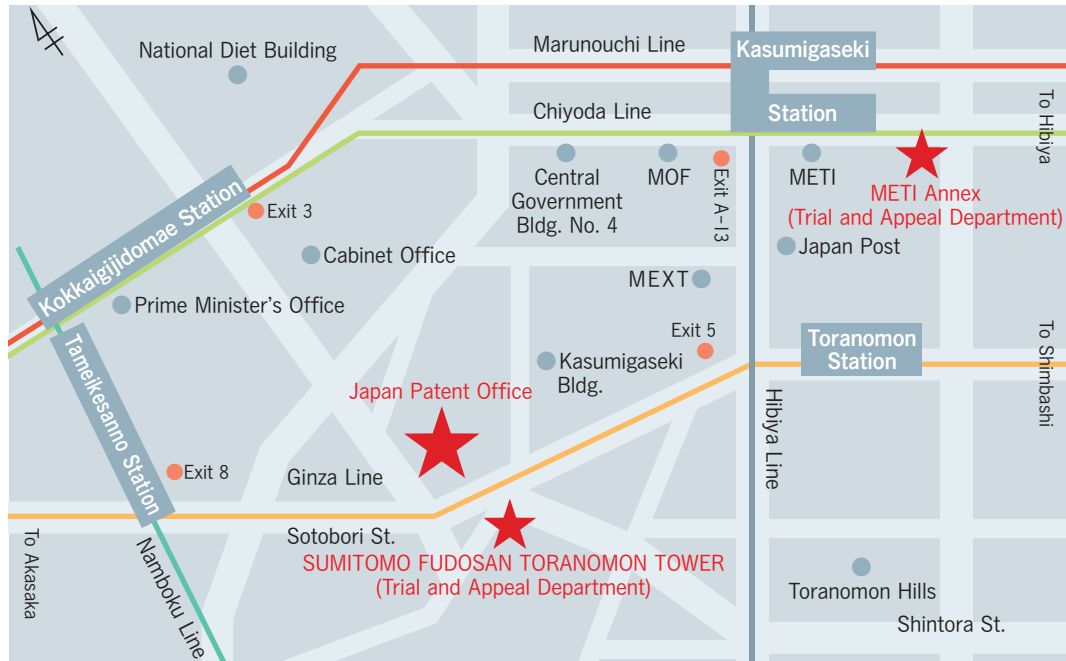 National Diet Building
Marunouchi Line
Kasumigaseki
Station
Chiyoda Line
To Hibiya
Central
Government
Bldg. No. 4
MOF
Exit A-13
METI
METI Annex
(Trial and Appeal Department)
Kokkaigijidomae Station
Exit 3
Cabinet Office
Japan Post
Prime Minister's Office
MEXT
Exit 5
Toranomon
Station
To Shimbashi
Tameikesanno Station
Kasumigaseki
Bldg.
Japan Patent Office
Hibiya Line
Exit 8
Ginza Line
Sotobori St.
To Akasaka
Namboku Line
SUMITOMO FUDOSAN TORANOMON TOWER
(Trial and Appeal Department)
Toranomon Hills
Shintora St.